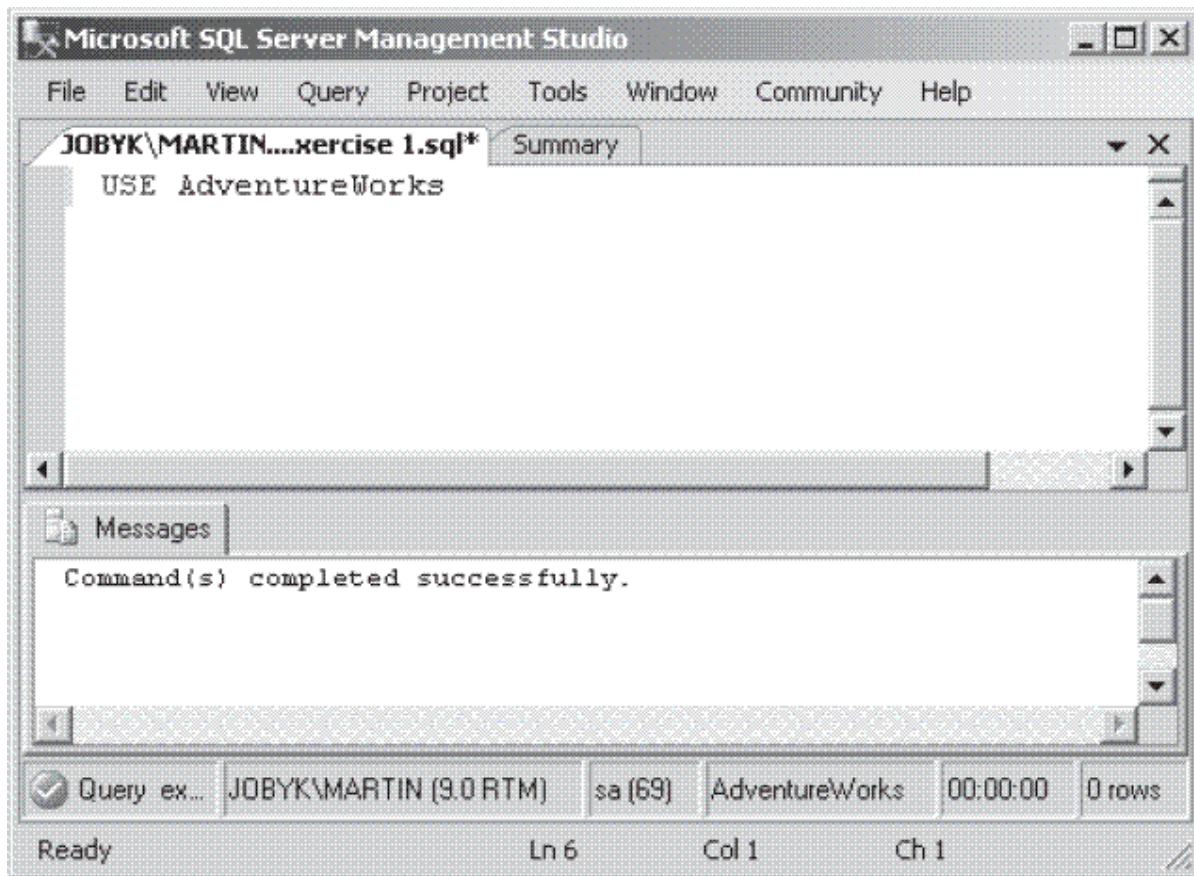 Microsoft SQL Server Management Studio
File Edit View Query Project Tools Window Community Help
JOBYK\MARTIN....xercise 1.sql* Summary
USE AdventureWorks
Messages
Command(s) completed successfully.
Query ex... JOBYK\MARTIN (9.0 RTM) sa (69) AdventureWorks 00:00:00 0 rows
Ready Ln 6 Col 1 Ch 1